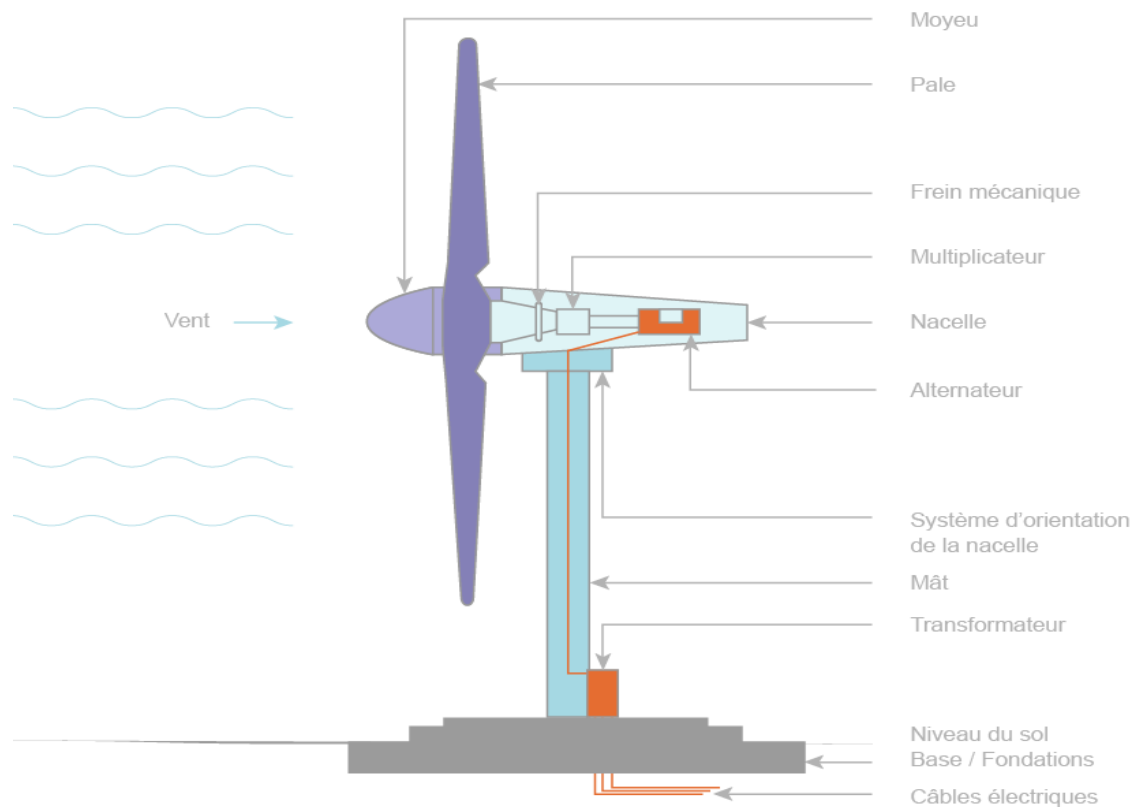 Moyeu
Pale
Frein mécanique
Multiplicateur
Vent
Nacelle
Alternateur
Système d’orientation
de la nacelle
Mât
Transformateur
Niveau du sol
Base / Fondations
Câbles électriques